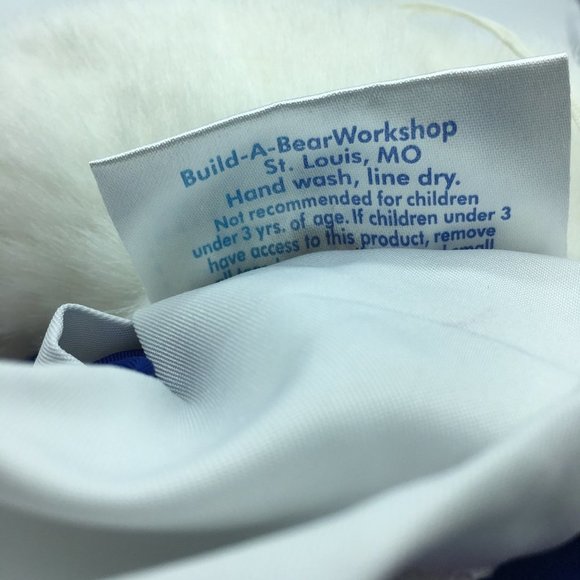 Build-A-BearWorkshop
St. Louis, MO
Hand wash, line dry.
Not recommended for children
under 3 yrs. of age. If children under 3
have access to this product, remove
small